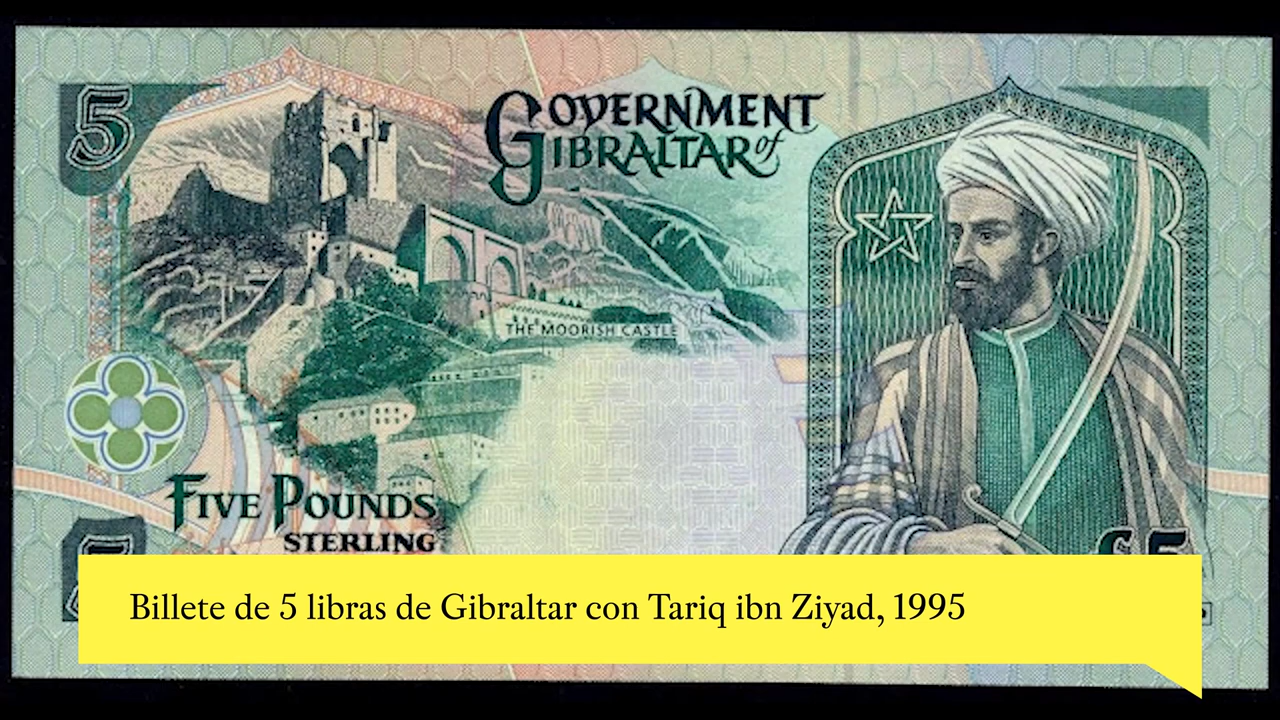 5
GOVERNMENT
of GIBRALTAR
THE MOORISH CASTLE
FIVE POUNDS
STERLING
£5
Billete de 5 libras de Gibraltar con Tariq ibn Ziyad, 1995